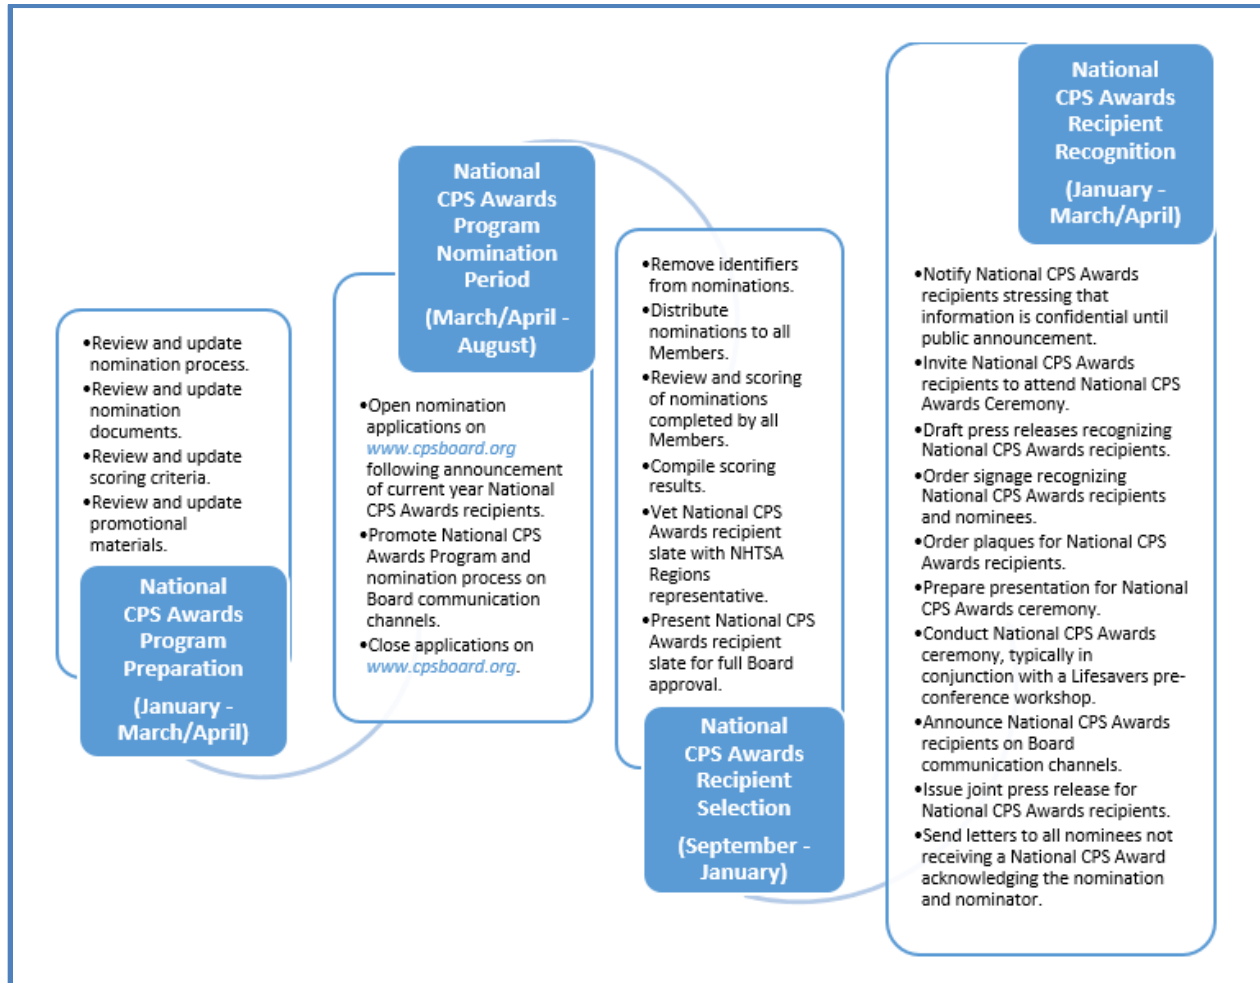 •Review and update
nomination process.
•Review and update
nomination
documents.
•Review and update
scoring criteria.
•Review and update
promotional
materials.
National
CPS Awards
Program
Preparation
(January -
March/April)
National
CPS Awards
Program
Nomination
Period
(March/April -
August)
•Open nomination
applications on
www.cpsboard.org
following announcement
of current year National
CPS Awards recipients.
•Promote National CPS
Awards Program and
nomination process on
Board communication
channels.
•Close applications on
www.cpsboard.org.
•Remove identifiers
from nominations.
•Distribute
nominations to all
Members.
•Review and scoring
of nominations
completed by all
Members.
•Compile scoring
results.
•Vet National CPS
Awards recipient
slate with NHTSA
Regions
representative.
•Present National CPS
Awards recipient
slate for full Board
approval.
National
CPS Awards
Recipient
Selection
(September -
January)
National
CPS Awards
Recipient
Recognition
(January -
March/April)
•Notify National CPS Awards
recipients stressing that
information is confidential until
public announcement.
•Invite National CPS Awards
recipients to attend National CPS
Awards Ceremony.
•Draft press releases recognizing
National CPS Awards recipients.
•Order signage recognizing
National CPS Awards recipients
and nominees.
•Order plaques for National CPS
Awards recipients.
•Prepare presentation for National
CPS Awards ceremony.
•Conduct National CPS Awards
ceremony, typically in
conjunction with a Lifesavers pre-
conference workshop.
•Announce National CPS Awards
recipients on Board
communication channels.
•Issue joint press release for
National CPS Awards recipients.
•Send letters to all nominees not
receiving a National CPS Award
acknowledging the nomination
and nominator.